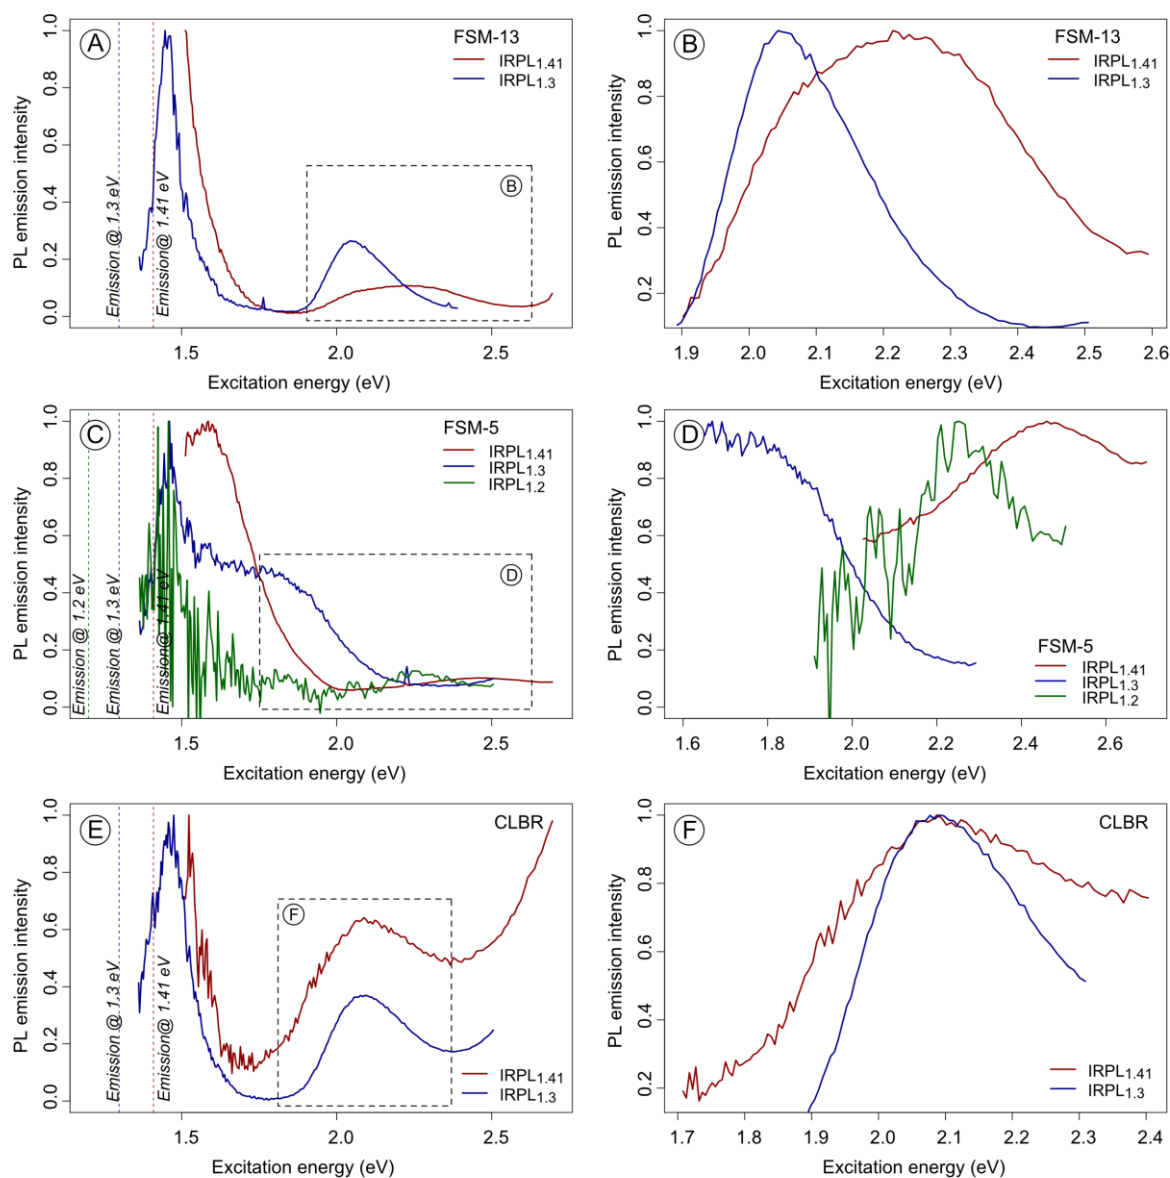 A
FSM-13
IRPL1.41
IRPL1.3
PL emission intensity
1.0
0.8
0.6
0.4
0.2
0.0
Emission @ 1.3 eV
Emission@ 1.41 eV
B
1.5
2.0
2.5
Excitation energy (eV)
B
FSM-13
IRPL1.41
IRPL1.3
PL emission intensity
1.0
0.8
0.6
0.4
0.2
1.9
2.0
2.1
2.2
2.3
2.4
2.5
2.6
Excitation energy (eV)
C
FSM-5
IRPL1.41
IRPL1.3
IRPL1.2
PL emission intensity
1.0
0.8
0.6
0.4
0.2
0.0
Emission @ 1.2 eV
Emission @ 1.3 eV
Emission@ 1.41 eV
D
1.5
2.0
2.5
Excitation energy (eV)
D
FSM-5
IRPL1.41
IRPL1.3
IRPL1.2
PL emission intensity
1.0
0.8
0.6
0.4
0.2
0.0
1.6
1.8
2.0
2.2
2.4
2.6
Excitation energy (eV)
E
CLBR
PL emission intensity
1.0
0.8
0.6
0.4
0.2
0.0
Emission @ 1.3 eV
Emission@ 1.41 eV
F
IRPL1.41
IRPL1.3
1.5
2.0
2.5
Excitation energy (eV)
F
CLBR
PL emission intensity
1.0
0.8
0.6
0.4
0.2
IRPL1.41
IRPL1.3
1.7
1.8
1.9
2.0
2.1
2.2
2.3
2.4
Excitation energy (eV)